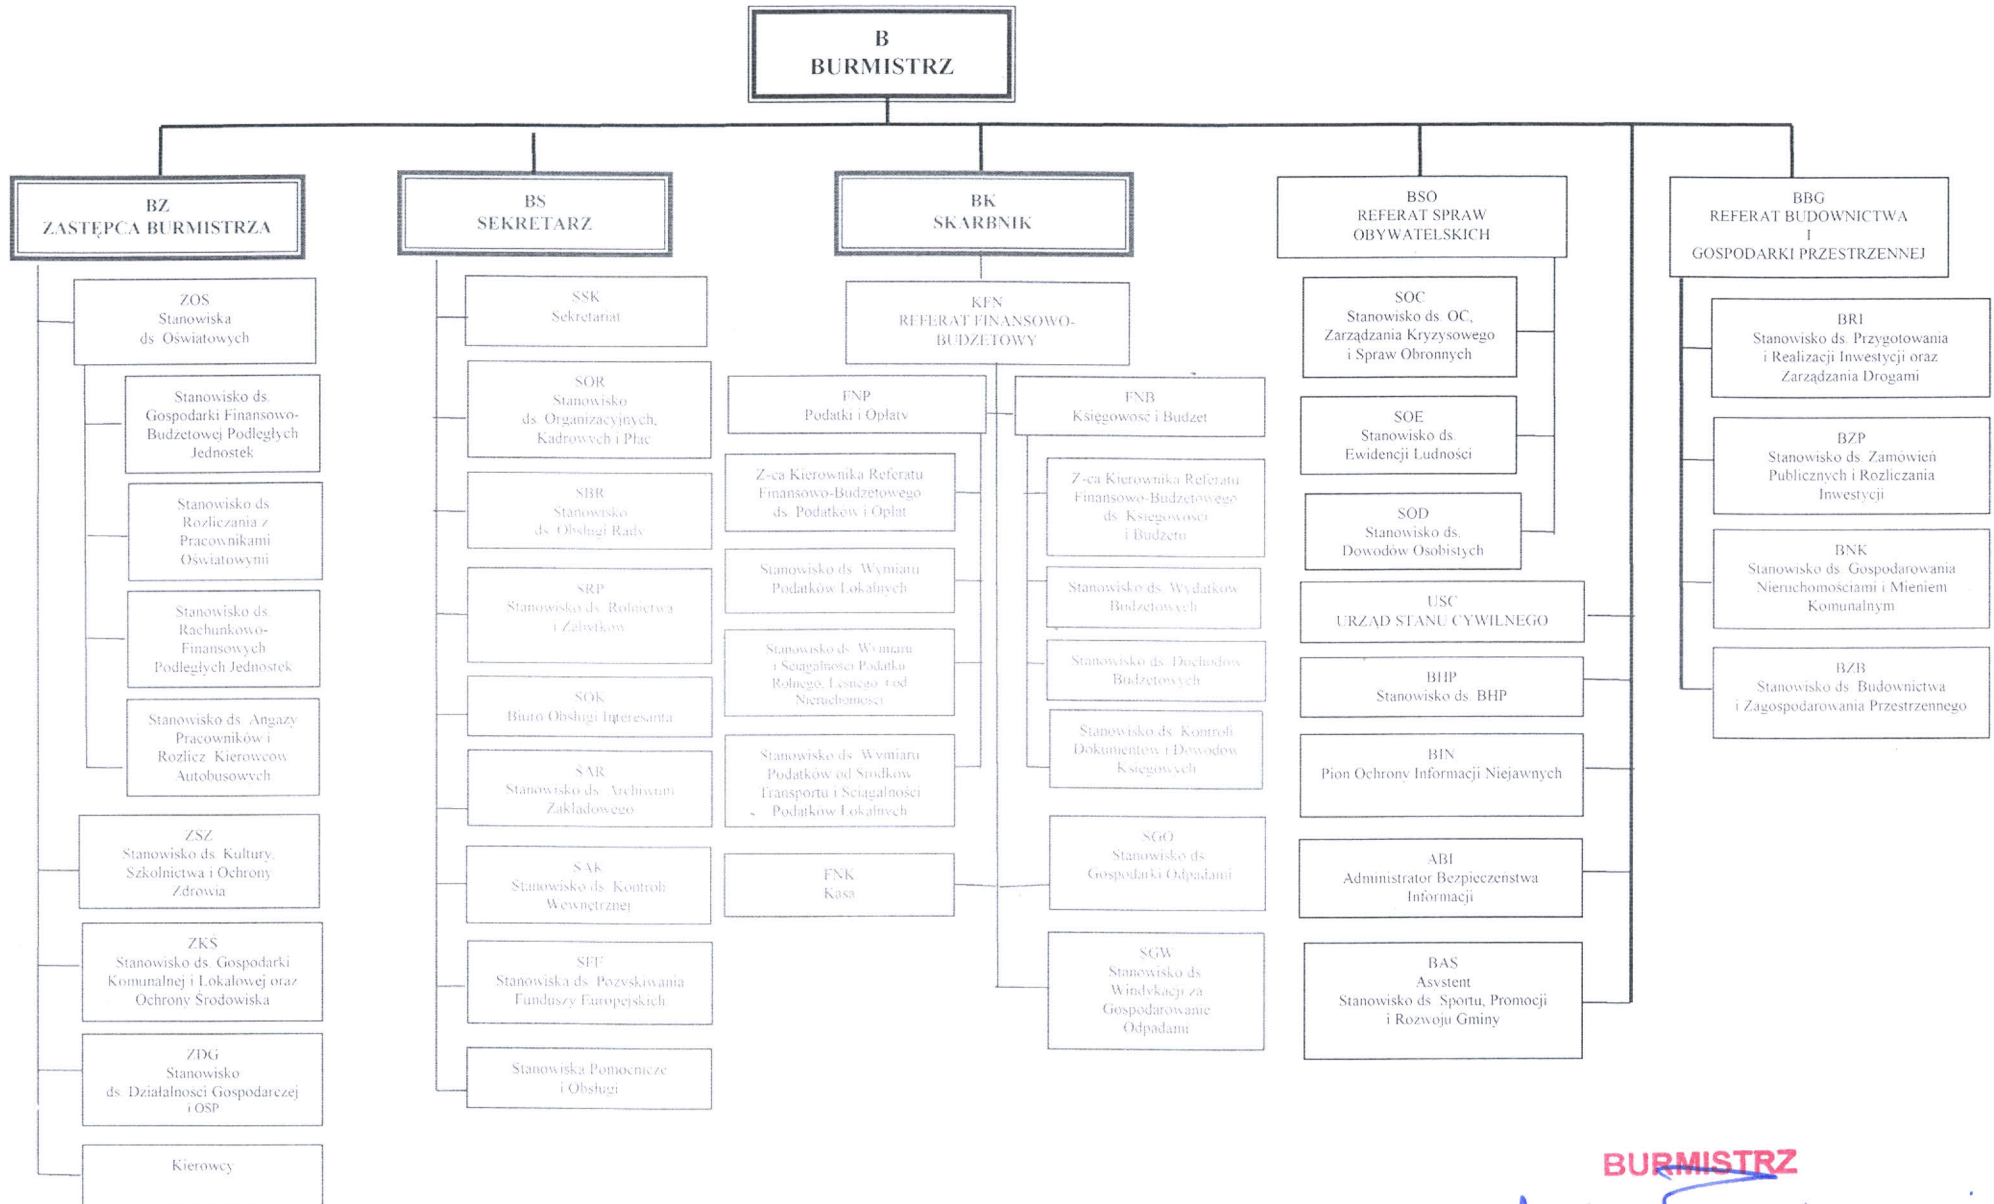 B
BURMISTRZ
BZ
ZASTĘPCA BURMISTRZA
ZOS
Stanowiska
ds. Oświatowych
Stanowisko ds.
Gospodarki Finansowo-
Budżetowej Podległych
Jednostek
Stanowisko ds
Rozliczania z
Pracownikami
Oświatowymi
Stanowisko ds.
Rachunkowo-
Finansowych
Podległych Jednostek
Stanowisko ds. Angaży
Pracowników i
Rozlicz. Kierowców
Autobusowych
ZSZ
Stanowisko ds. Kultury,
Szkolnictwa i Ochrony
Zdrowia
ZKŚ
Stanowisko ds. Gospodarki
Komunalnej i Lokalowej oraz
Ochrony Środowiska
ZDG
Stanowisko
ds. Działalności Gospodarczej
i OSP
Kierowcy
BS
SEKRETARZ
SSK
Sekretariat
SOR
Stanowisko
ds. Organizacyjnych,
Kadrowych i Płac
SBR
Stanowisko
ds. Obsługi Rady
SRP
Stanowisko ds. Rolnictwa
i Zabytków
SOK
Biuro Obsługi Interesanta
SAR
Stanowisko ds. Archiwum
Zakładowego
SAK
Stanowisko ds. Kontroli
Wewnętrznej
Stanowiska ds. Pozyskiwania
Funduszy Europejskich
Stanowiska Pomocnicze
i Obsługi
BK
SKARBNIK
KFN
REFERAT FINANSOWO-
BUDŻETOWY
FNP
Podatki i Opłaty
Z-ca Kierownika Referatu
Finansowo-Budżetowego
ds. Podatków i Opłat
Stanowisko ds. Wymiaru
Podatków Lokalnych
Stanowisko ds. Wymiaru
i Ściągalności Podatku
Rolnego, Leśnego i od
Nieruchomości
Stanowisko ds. Wymiaru
Podatków od Środków
Transportu i Ściągalności
Podatków Lokalnych
FNK
Kasa
FNB
Księgowość i Budżet
Z-ca Kierownika Referatu
Finansowo-Budżetowego
ds. Księgowości
i Budżetu
Stanowisko ds. Wydatków
Budżetowych
Stanowisko ds. Dochodów
Budżetowych
Stanowisko ds. Kontroli
Dokumentów i Dowodów
Księgowych
SGO
Stanowisko ds
Gospodarki Odpadami
SGW
Stanowisko ds
Windykacji za
Gospodarowanie
Odpadami
BSO
REFERAT SPRAW
OBYWATELSKICH
SOC
Stanowisko ds. OC,
Zarządzania Kryzysowego
i Spraw Obronnych
SOE
Stanowisko ds.
Ewidencji Ludności
SOD
Stanowisko ds.
Dowodów Osobistych
USC
URZĄD STANU CYWILNEGO
BHP
Stanowisko ds. BHP
BIN
Pion Ochrony Informacji Niejawnych
ABI
Administrator Bezpieczeństwa
Informacji
BAS
Asystent
Stanowisko ds. Sportu, Promocji
i Rozwoju Gminy
BBG
REFERAT BUDOWNICTWA
I
GOSPODARKI PRZESTRZENNEJ
BRI
Stanowisko ds. Przygotowania
i Realizacji Inwestycji oraz
Zarządzania Drogami
BZP
Stanowisko ds. Zamówień
Publicznych i Rozliczania
Inwestycji
BNK
Stanowisko ds. Gospodarowania
Nieruchomościami i Mieniem
Komunalnym
BZB
Stanowisko ds. Budownictwa
i Zagospodarowania Przestrzennego
BURMISTRZ